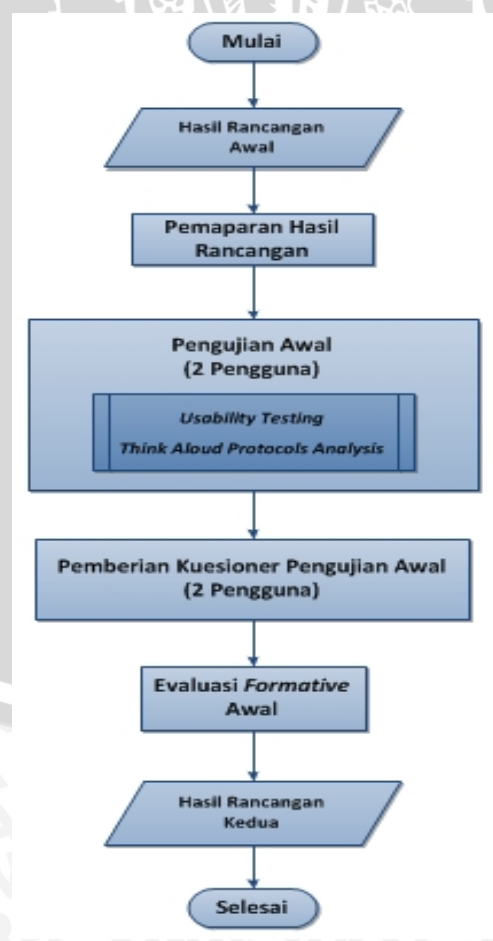 Mulai
Hasil Rancangan
Awal
Pemaparan Hasil
Rancangan
Pengujian Awal
(2 Pengguna)
Usability Testing
Think Aloud Protocols Analysis
Pemberian Kuesioner Pengujian Awal
(2 Pengguna)
Evaluasi Formative
Awal
Hasil Rancangan
Kedua
Selesai